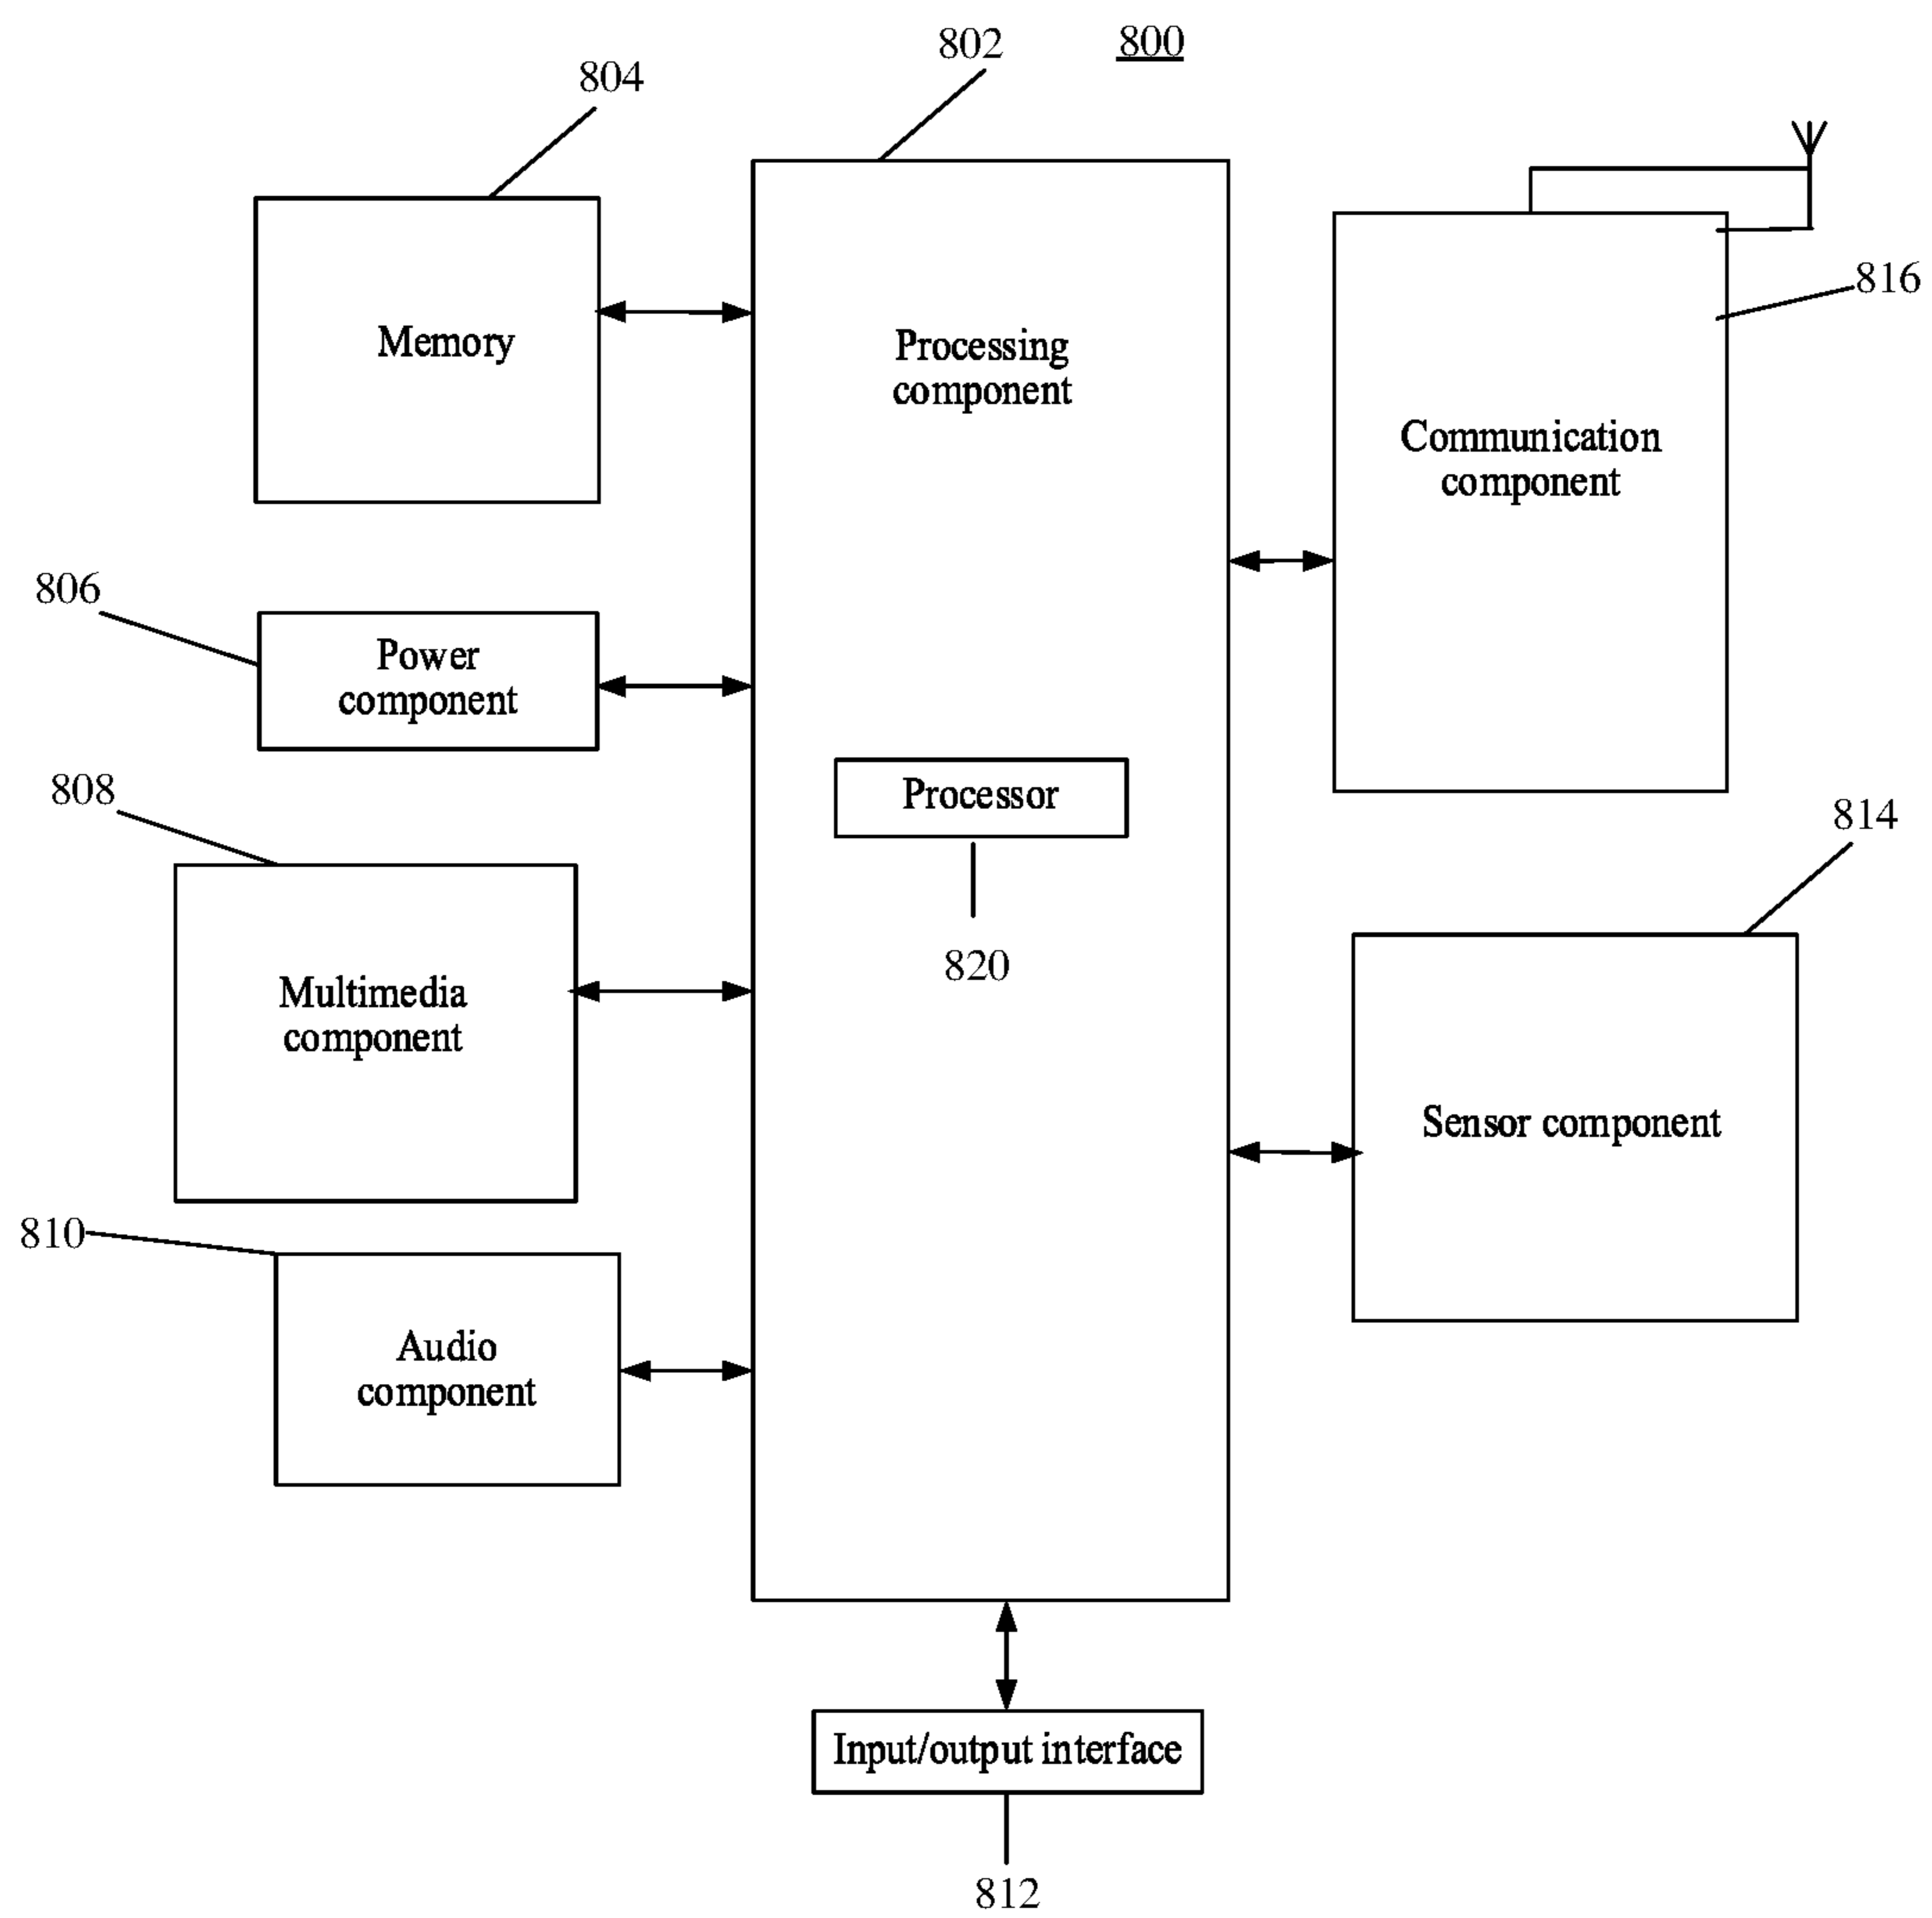 802
800
804
816
Memory
Processing
component
Communication
component
806
Power
component
808
Processor
814
820
Multimedia
component
Sensor component
810
Audio
component
Input/output interface
812